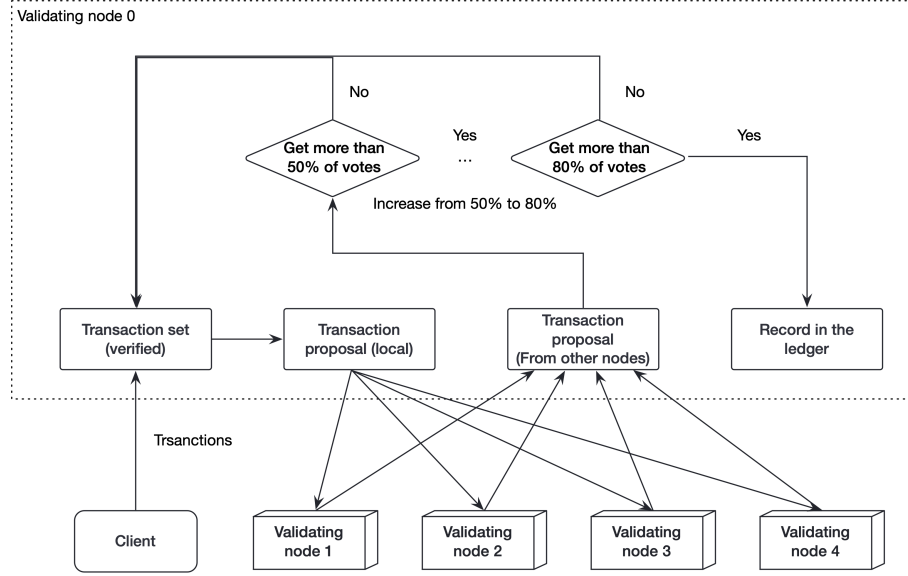 Validating node 0
No
No
Get more than
50% of votes
Yes
...
Get more than
80% of votes
Yes
Increase from 50% to 80%
Transaction set
(verified)
Transaction
proposal (local)
Transaction
proposal
(From other nodes)
Record in the
ledger
Trsanctions
Client
Validating
node 1
Validating
node 2
Validating
node 3
Validating
node 4